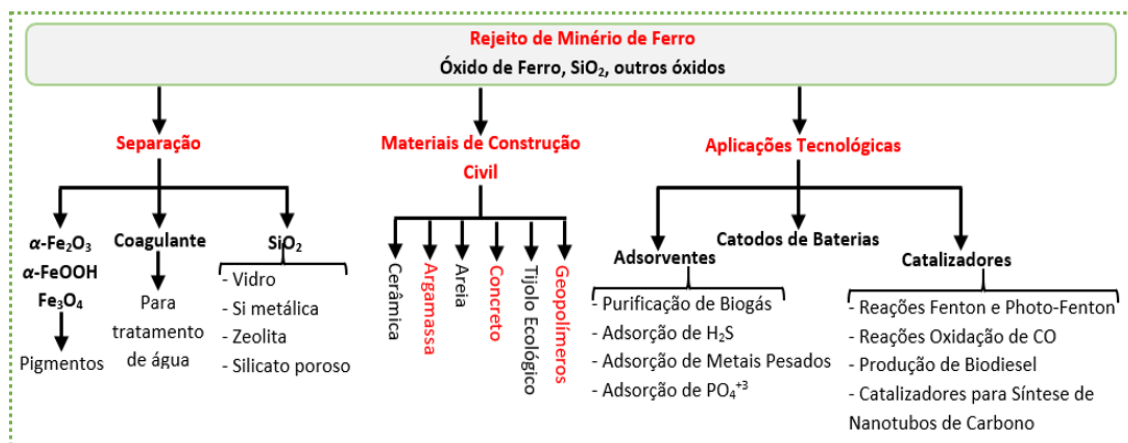 Rejeito de Minério de Ferro
Óxido de Ferro, SiO₂, outros óxidos
Separação
α-Fe₂O₃
α-FeOOH
Fe₃O₄
Pigmentos
Coagulante
Para
tratamento
de água
SiO₂
- Vidro
- Si metálica
- Zeolita
- Silicato poroso
Materiais de Construção
Civil
Cerâmica
Argamassa
Areia
Concreto
Tijolo Ecológico
Geopolímeros
Aplicações Tecnológicas
Adsorventes
- Purificação de Biogás
- Adsorção de H₂S
- Adsorção de Metais Pesados
- Adsorção de PO₄⁺³
Catodos de Baterias
Catalizadores
- Reações Fenton e Photo-Fenton
- Reações Oxidação de CO
- Produção de Biodiesel
- Catalizadores para Síntese de
Nanotubos de Carbono